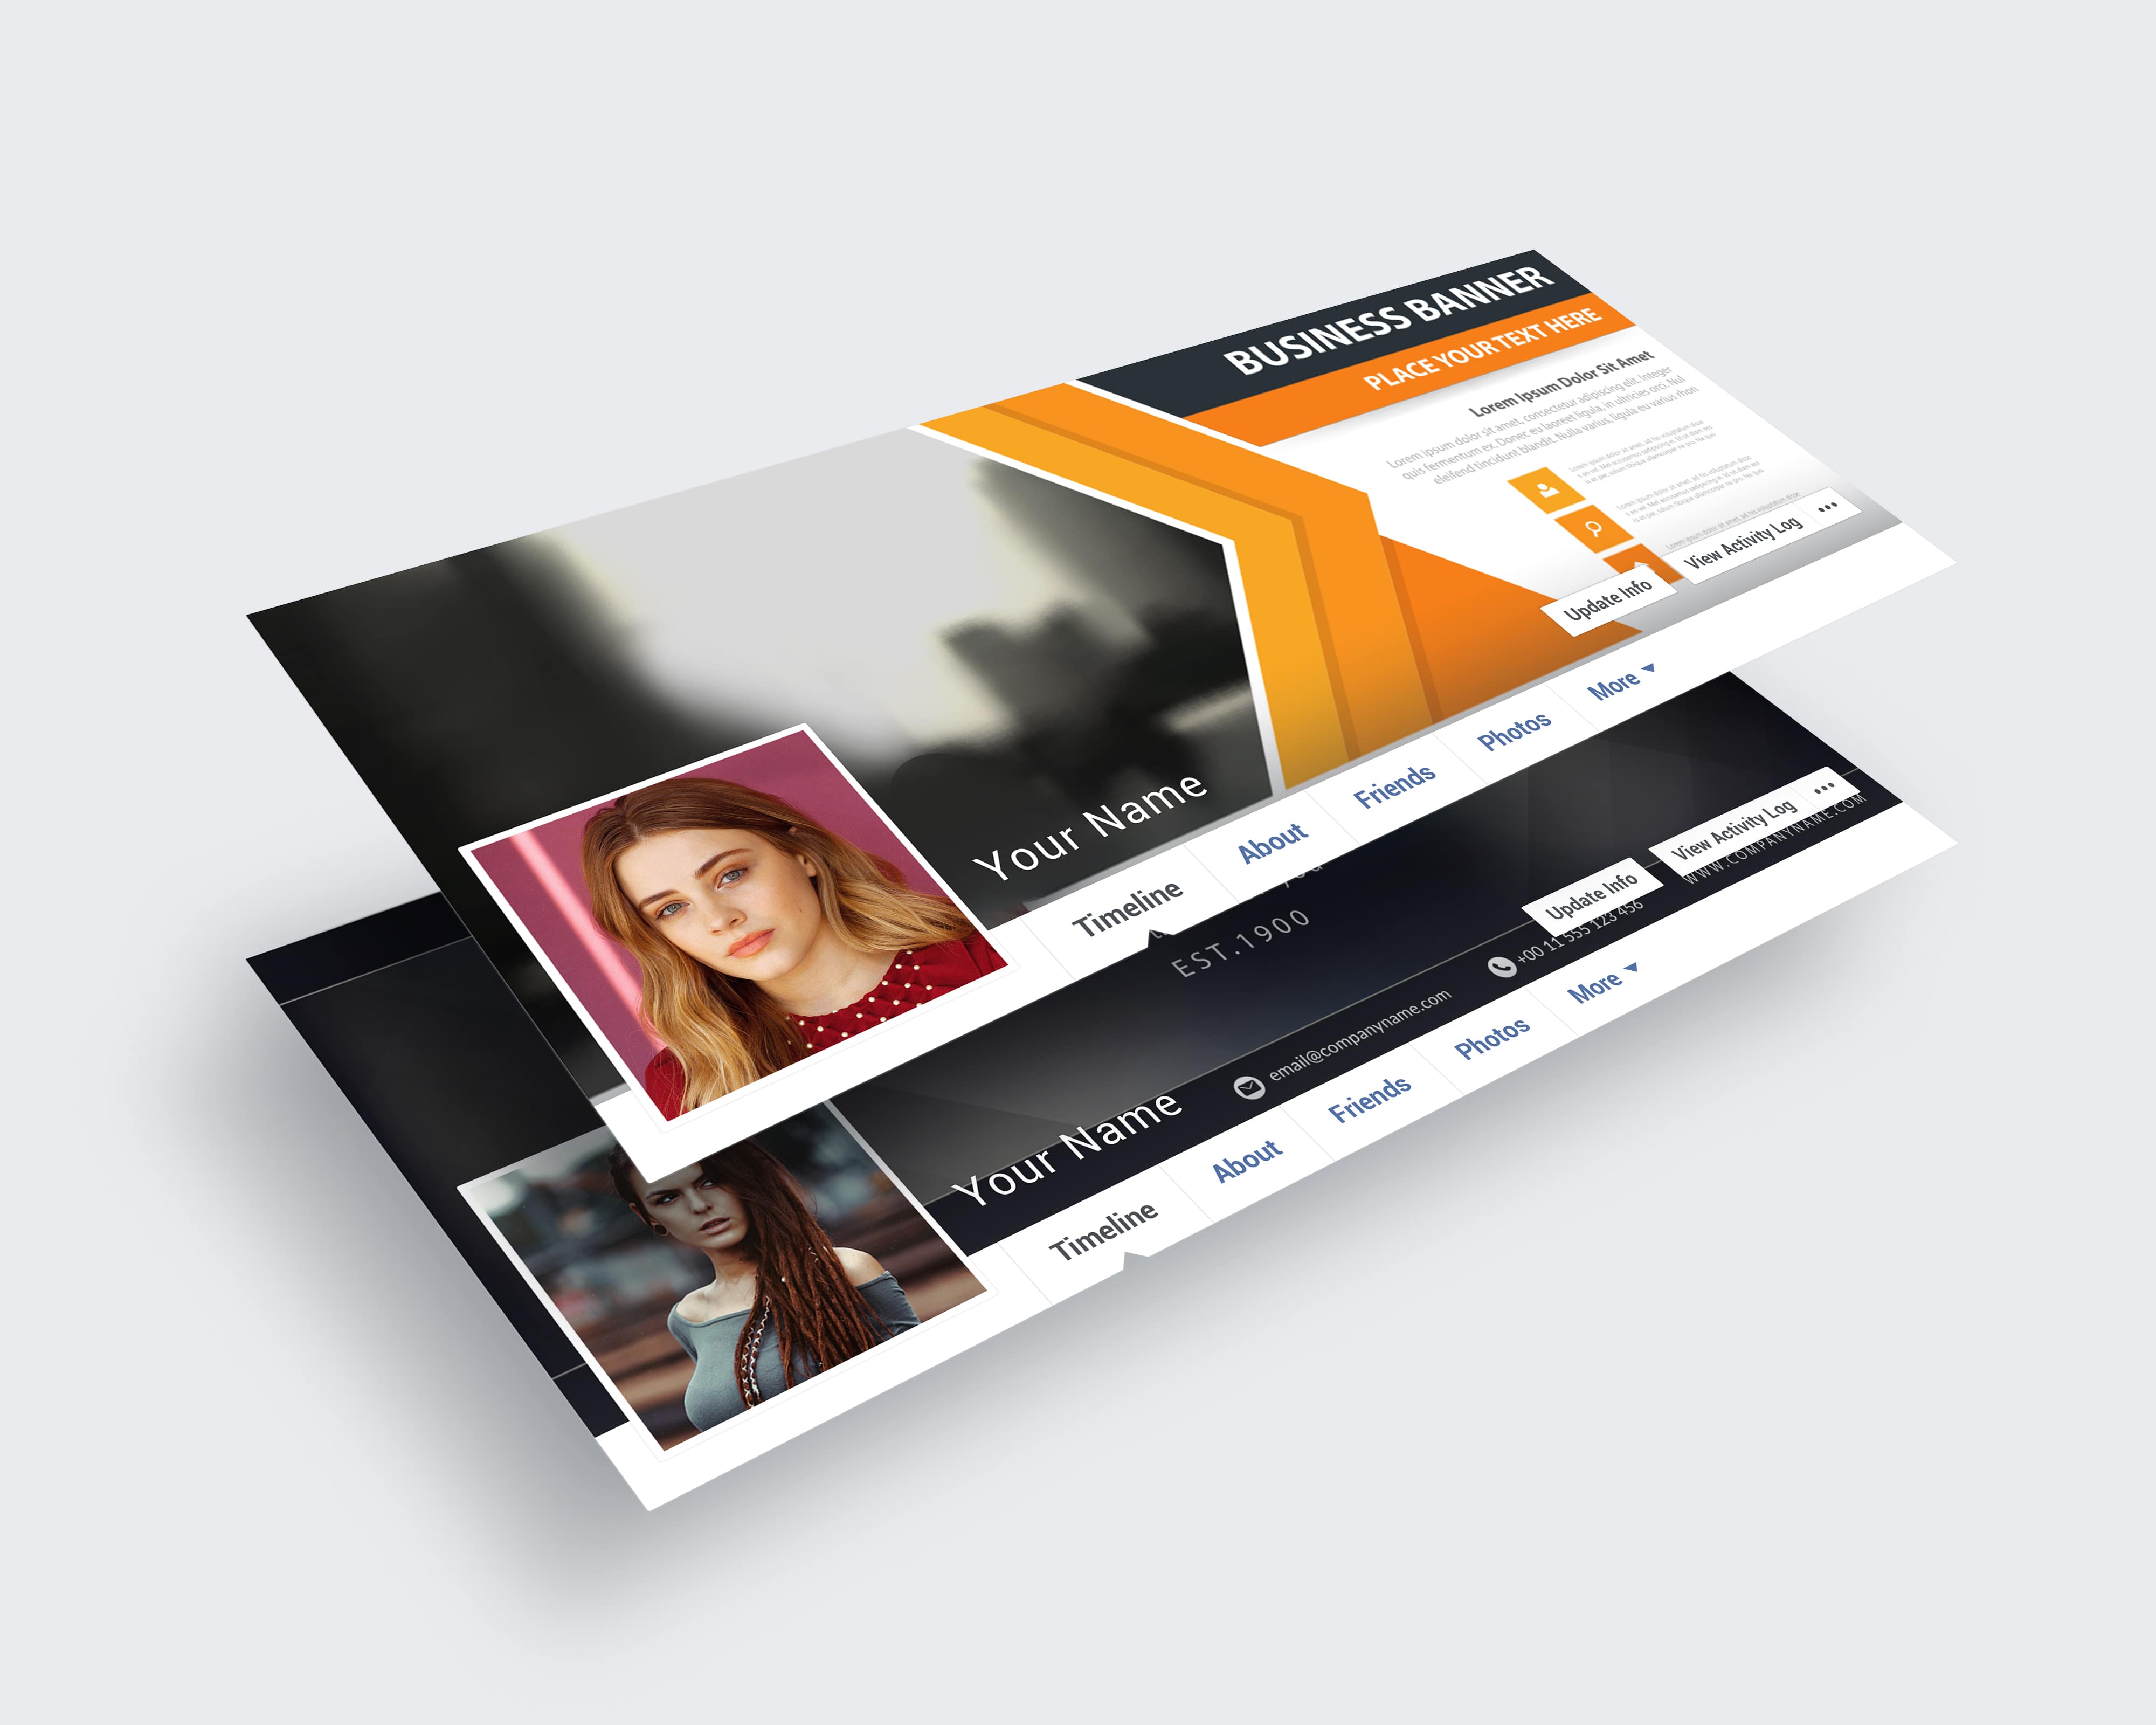 BUSINESS BANNER
PLACE YOUR TEXT HERE
Lorem Ipsum Dolor Sit Amet
Lorem ipsum dolor sit amet, consectetur adipiscing elit. Integer
quis fermentum ex. Donec eu laoreet ligula, in ultricies orci. Nul
eleifend tincidunt blandit. Nulla varius, ligula eu varius rhon
Update Info
View Activity Log
Your Name
Timeline
About
Friends
Photos
More
EST.1900
Update Info
View Activity Log
WWW.COMPANYNAME.COM
+00 11 555 123 456
email@companyname.com
Your Name
Timeline
About
Friends
Photos
More